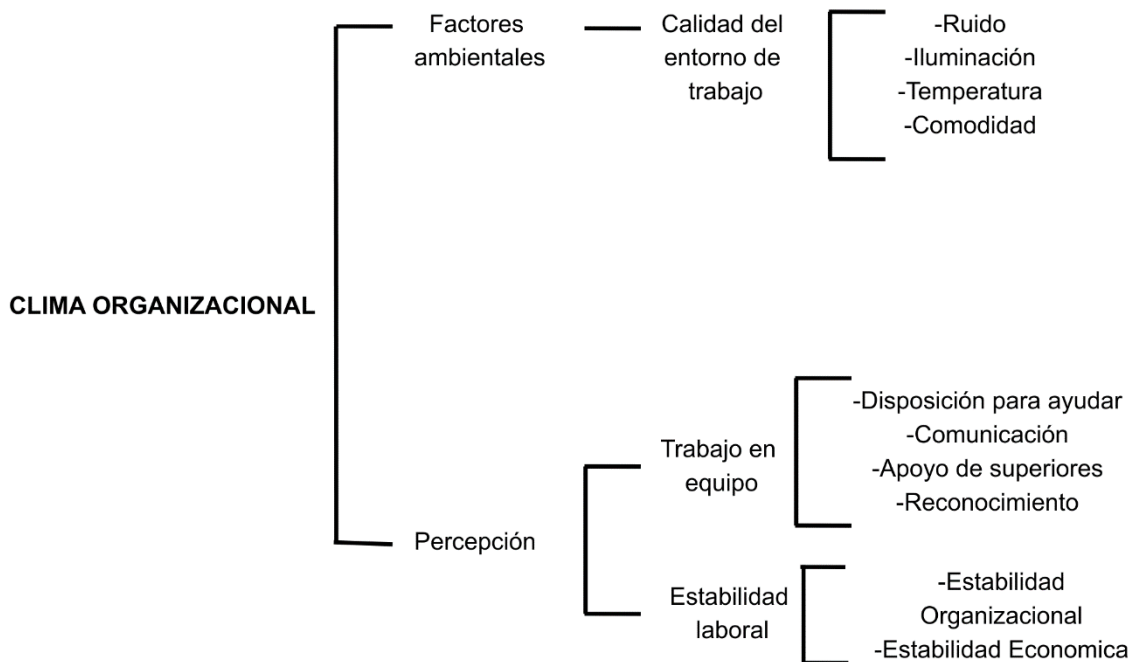 CLIMA ORGANIZACIONAL
Factores
ambientales
Calidad del
entorno de
trabajo
-Ruido
-Iluminación
-Temperatura
-Comodidad
Percepción
Trabajo en
equipo
-Disposición para ayudar
-Comunicación
-Apoyo de superiores
-Reconocimiento
Estabilidad
laboral
-Estabilidad
Organizacional
-Estabilidad Economica